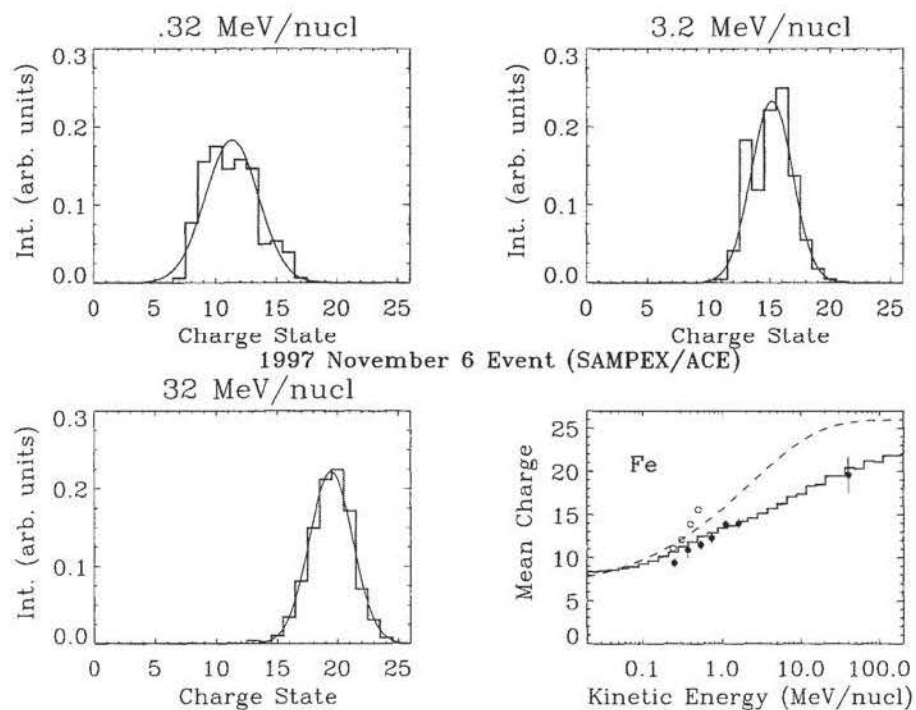 .32 MeV/nucl
3.2 MeV/nucl
0.3
0.2
0.1
0.0
Int. (arb. units)
0 5 10 15 20 25
Charge State
0.3
0.2
0.1
0.0
Int. (arb. units)
0 5 10 15 20 25
Charge State
1997 November 6 Event (SAMPEX/ACE)
32 MeV/nucl
0.3
0.2
0.1
0.0
Int. (arb. units)
0 5 10 15 20 25
Charge State
25
20
15
10
5
0
Mean Charge
Fe
0.1 1.0 10.0 100.0
Kinetic Energy (MeV/nucl)